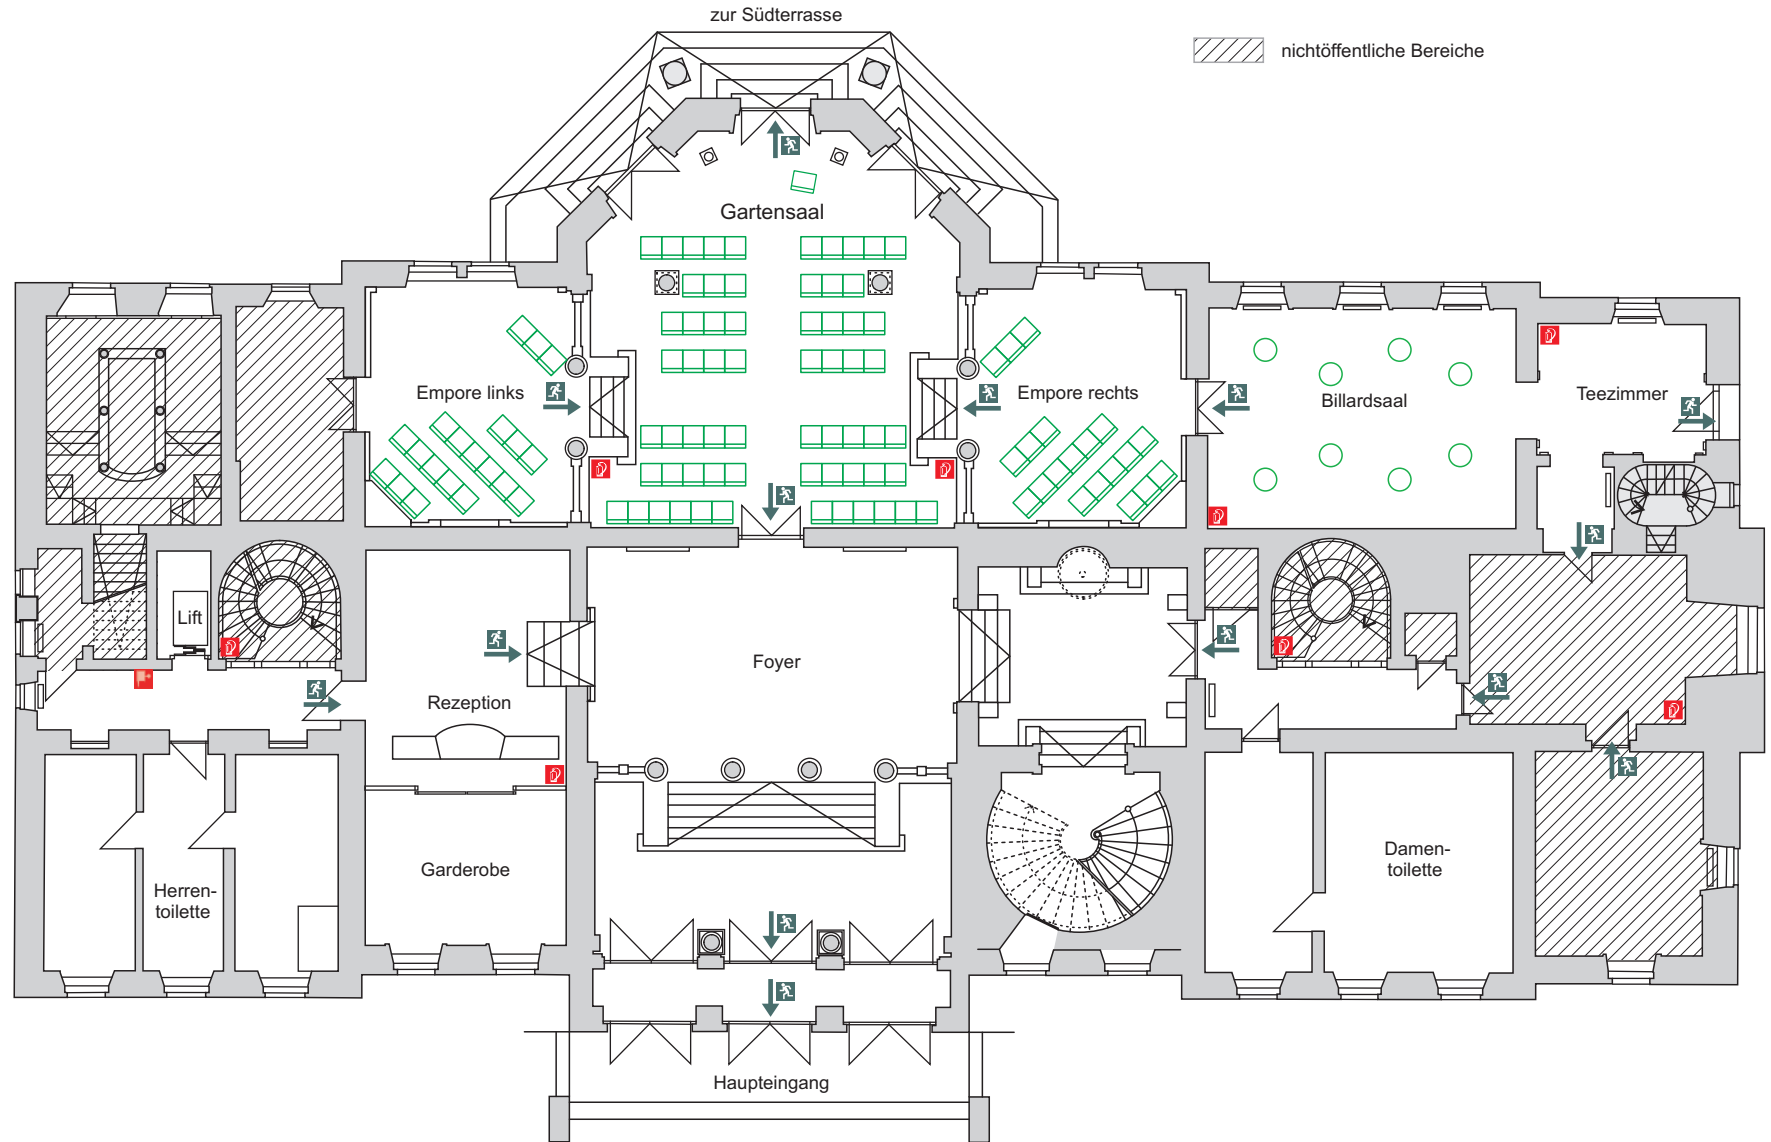 zur Südterrasse
nichtöffentliche Bereiche
Gartensaal
Empore links
Empore rechts
Billardsaal
Teezimmer
Lift
Foyer
Rezeption
Garderobe
Herren-
toilette
Damen-
toilette
Haupteingang